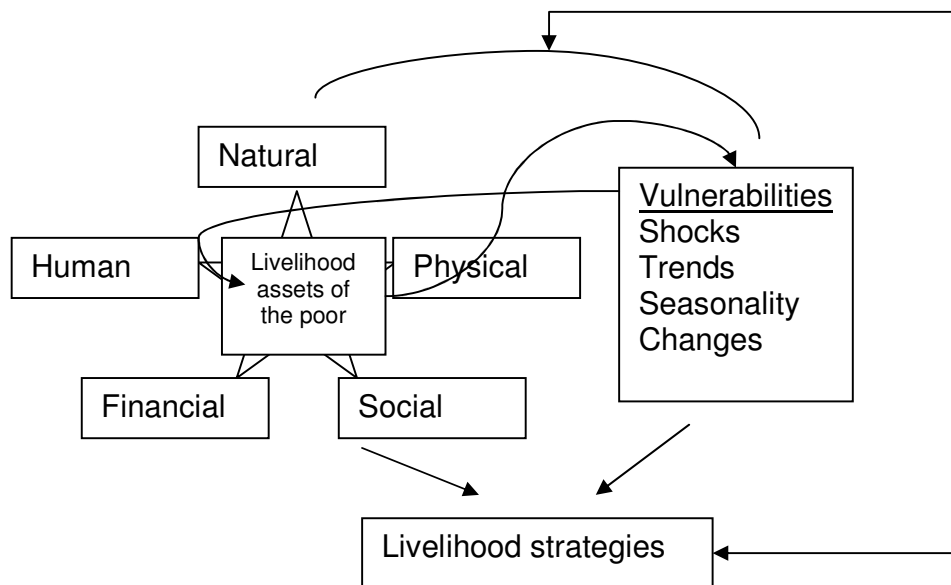 Natural
Human
Livelihood
assets of
the poor
Physical
Financial
Social
Vulnerabilities
Shocks
Trends
Seasonality
Changes
Livelihood strategies